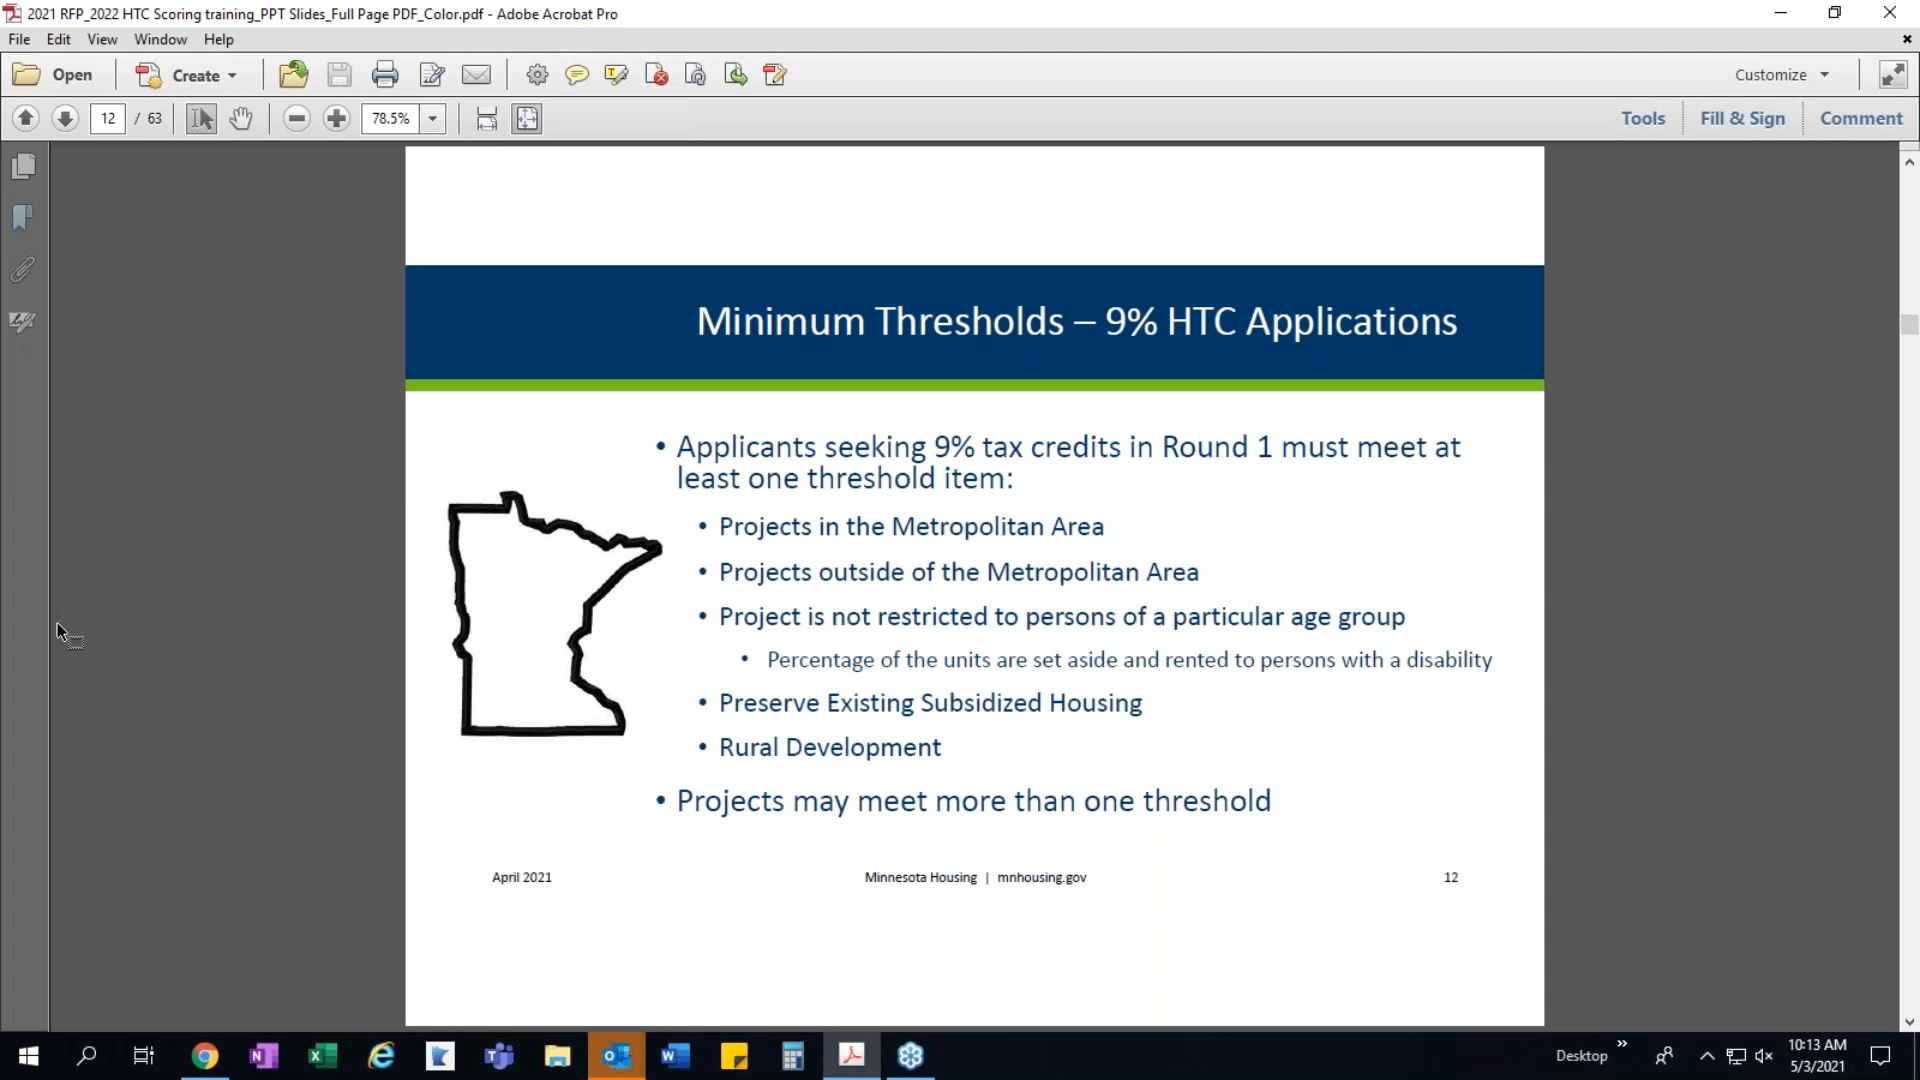 2021 RFP_2022 HTC Scoring training_PPT Slides_Full Page PDF_Color.pdf - Adobe Acrobat Pro
File Edit View Window Help
Open Create Customize
12 / 63 78.5% Tools Fill & Sign Comment
Minimum Thresholds – 9% HTC Applications
• Applicants seeking 9% tax credits in Round 1 must meet at
least one threshold item:
• Projects in the Metropolitan Area
• Projects outside of the Metropolitan Area
• Project is not restricted to persons of a particular age group
• Percentage of the units are set aside and rented to persons with a disability
• Preserve Existing Subsidized Housing
• Rural Development
• Projects may meet more than one threshold
April 2021 Minnesota Housing | mnhousing.gov 12
Desktop » 10:13 AM
5/3/2021